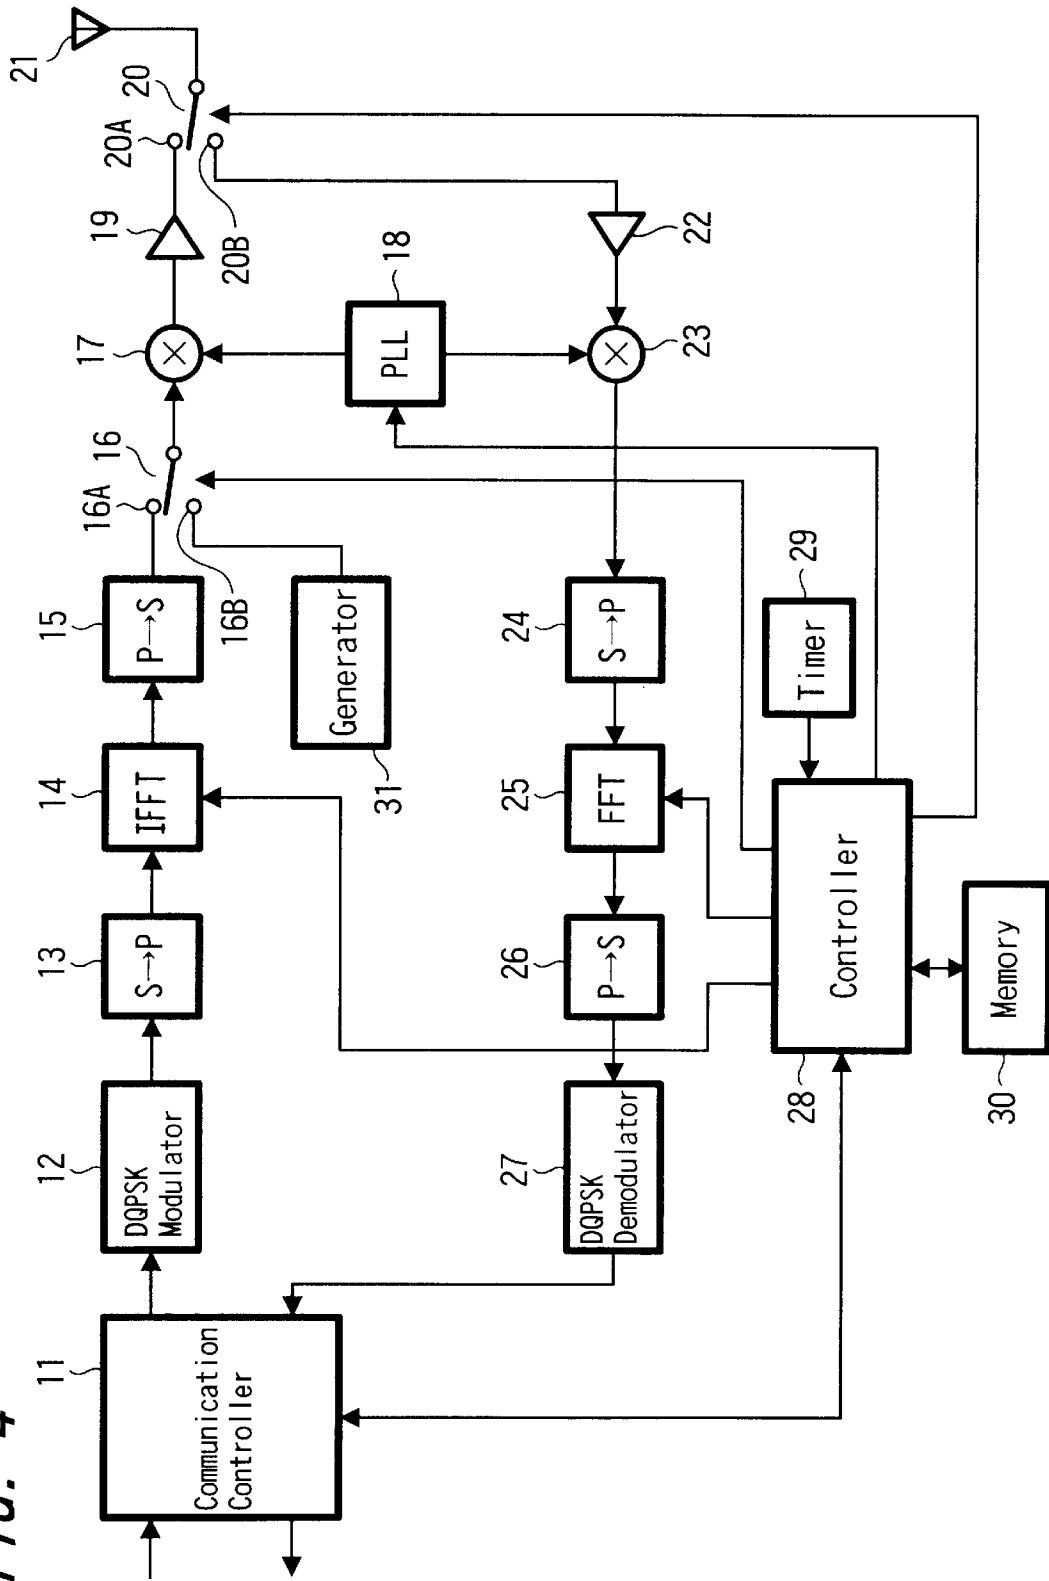 FIG. 4
11
Communication
Controller
12
DQPSK
Modulator
13
S→P
14
IFFT
15
P→S
16A
16
16B
17
19
20A
20
20B
21
Generator
31
PLL
18
22
23
24
S→P
25
FFT
26
P→S
27
DQPSK
Demodulator
28
Controller
29
Timer
30
Memory